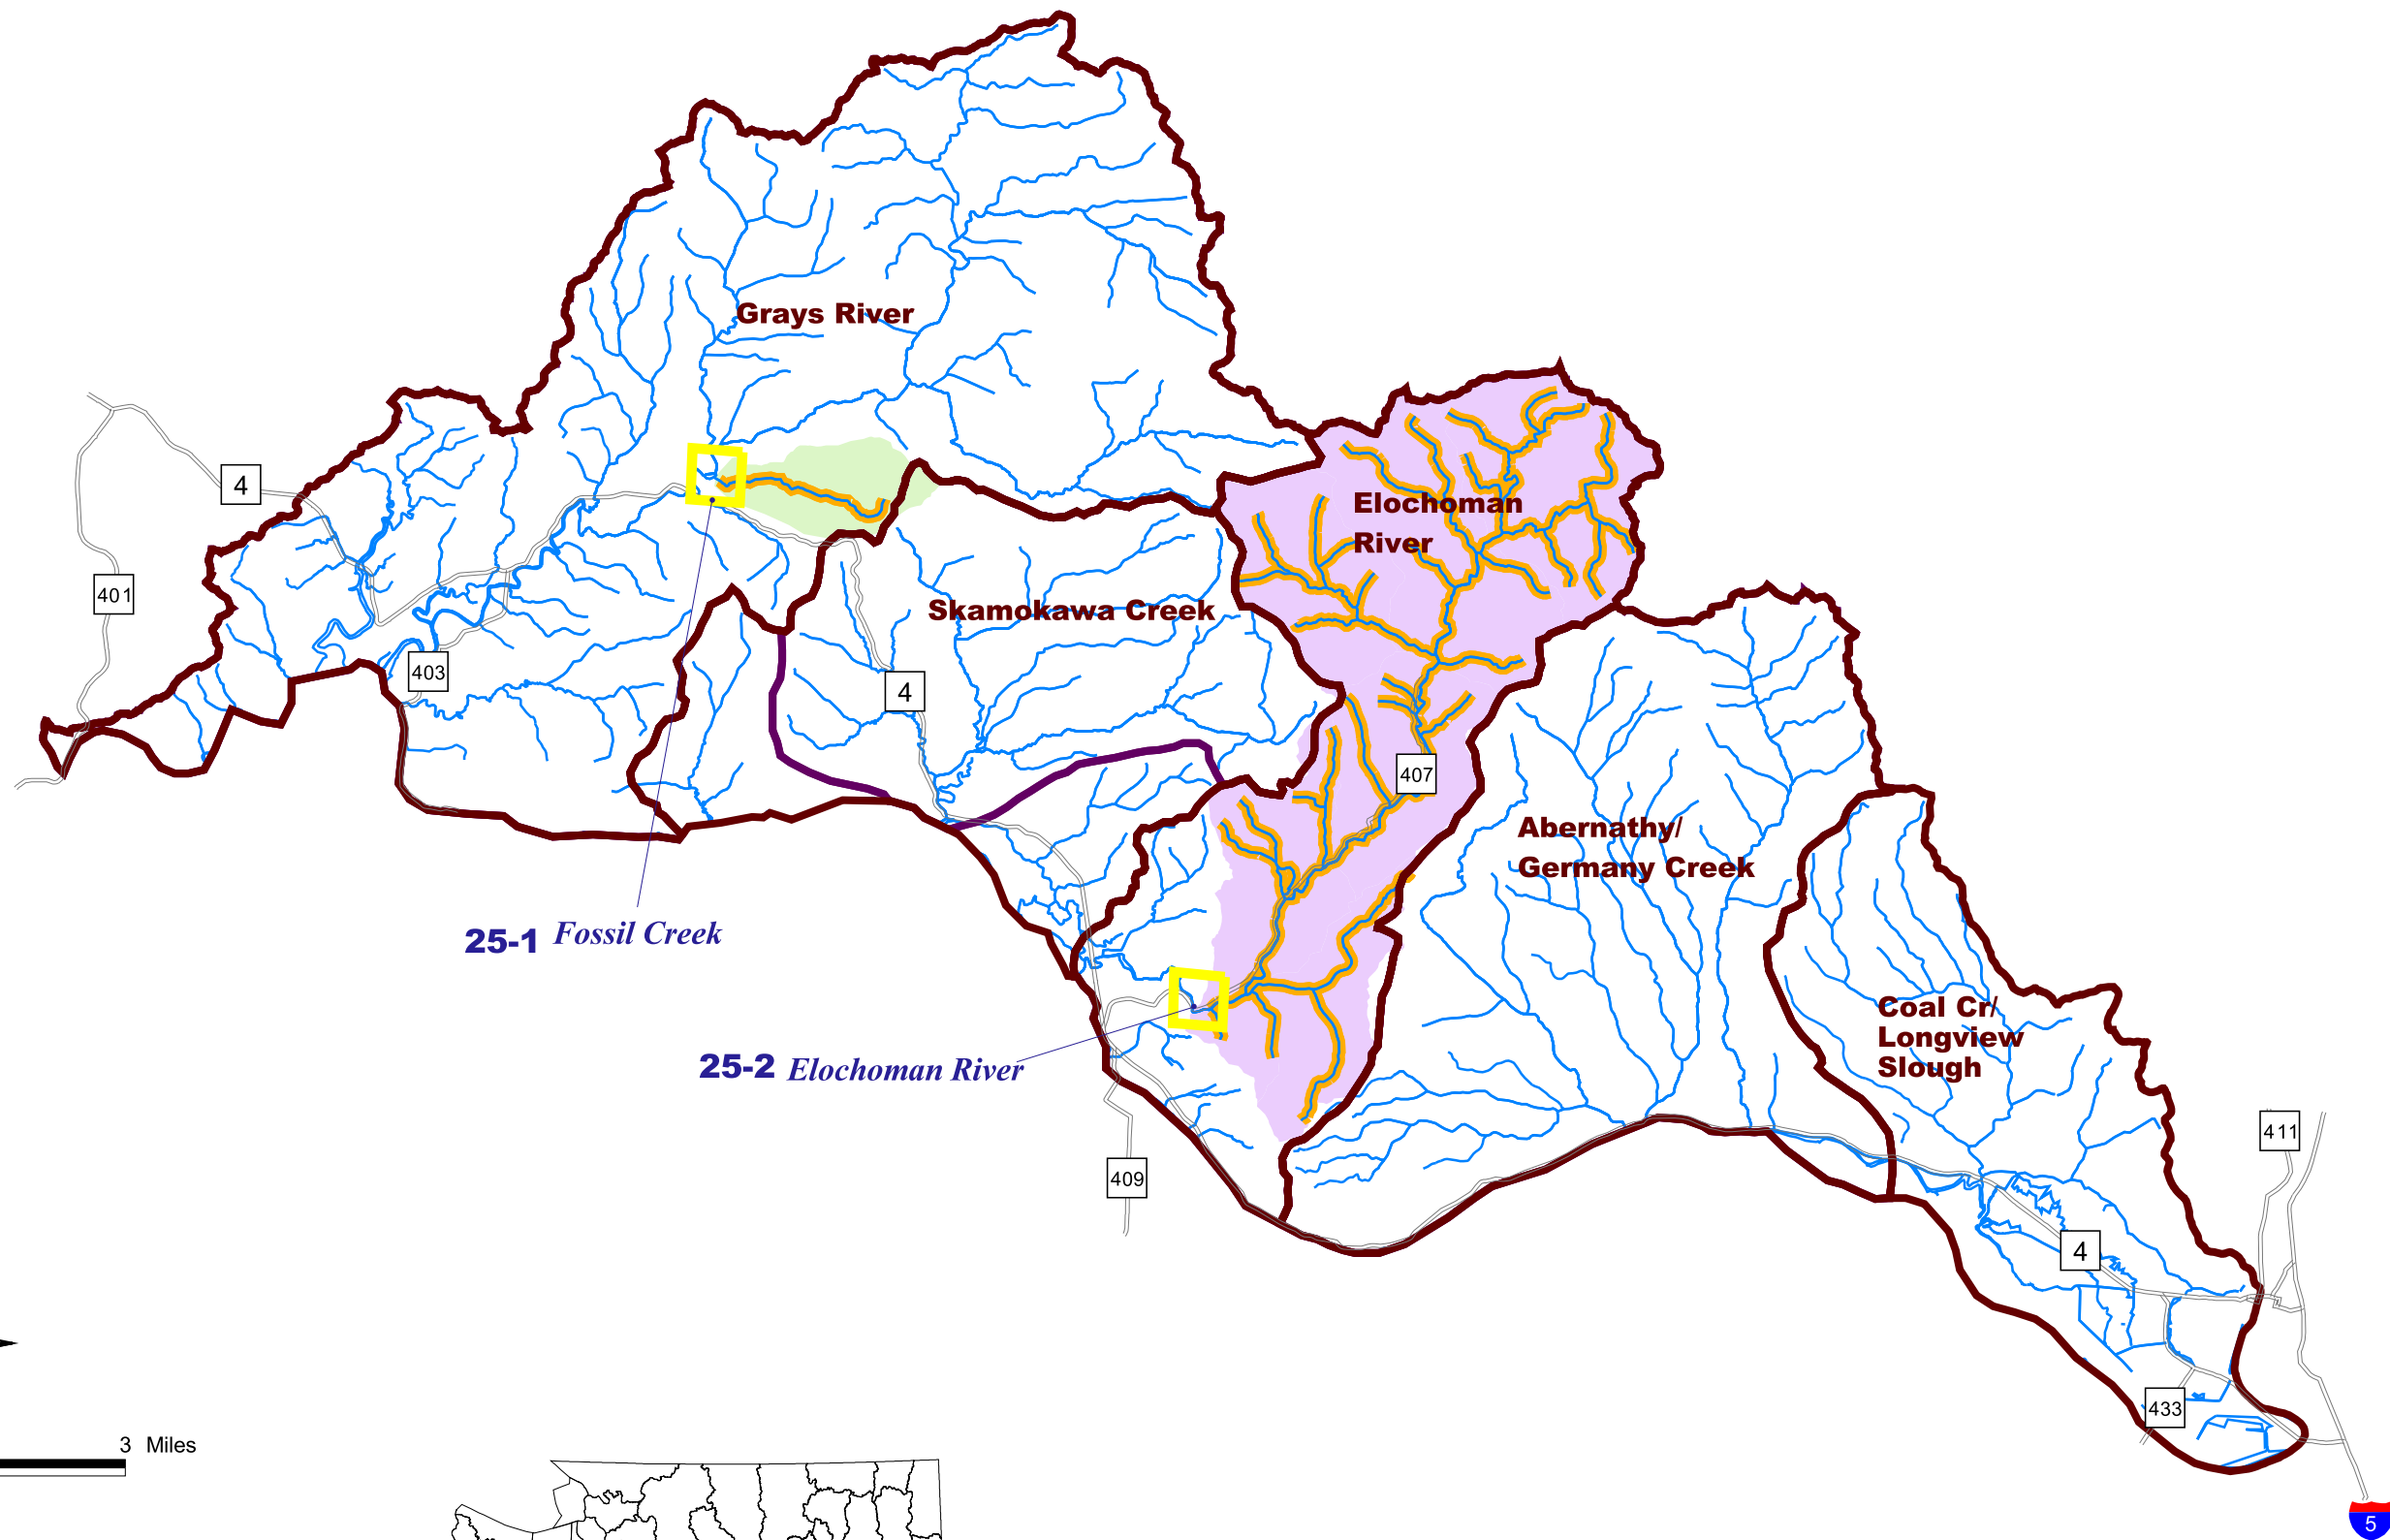 Grays River
4
Elochoman
River
401
Skamokawa Creek
403
4
407
Abernathy/
Germany Creek
25-1 Fossil Creek
Coal Cr/
Longview
Slough
25-2 Elochoman River
411
409
4
433
3 Miles
5